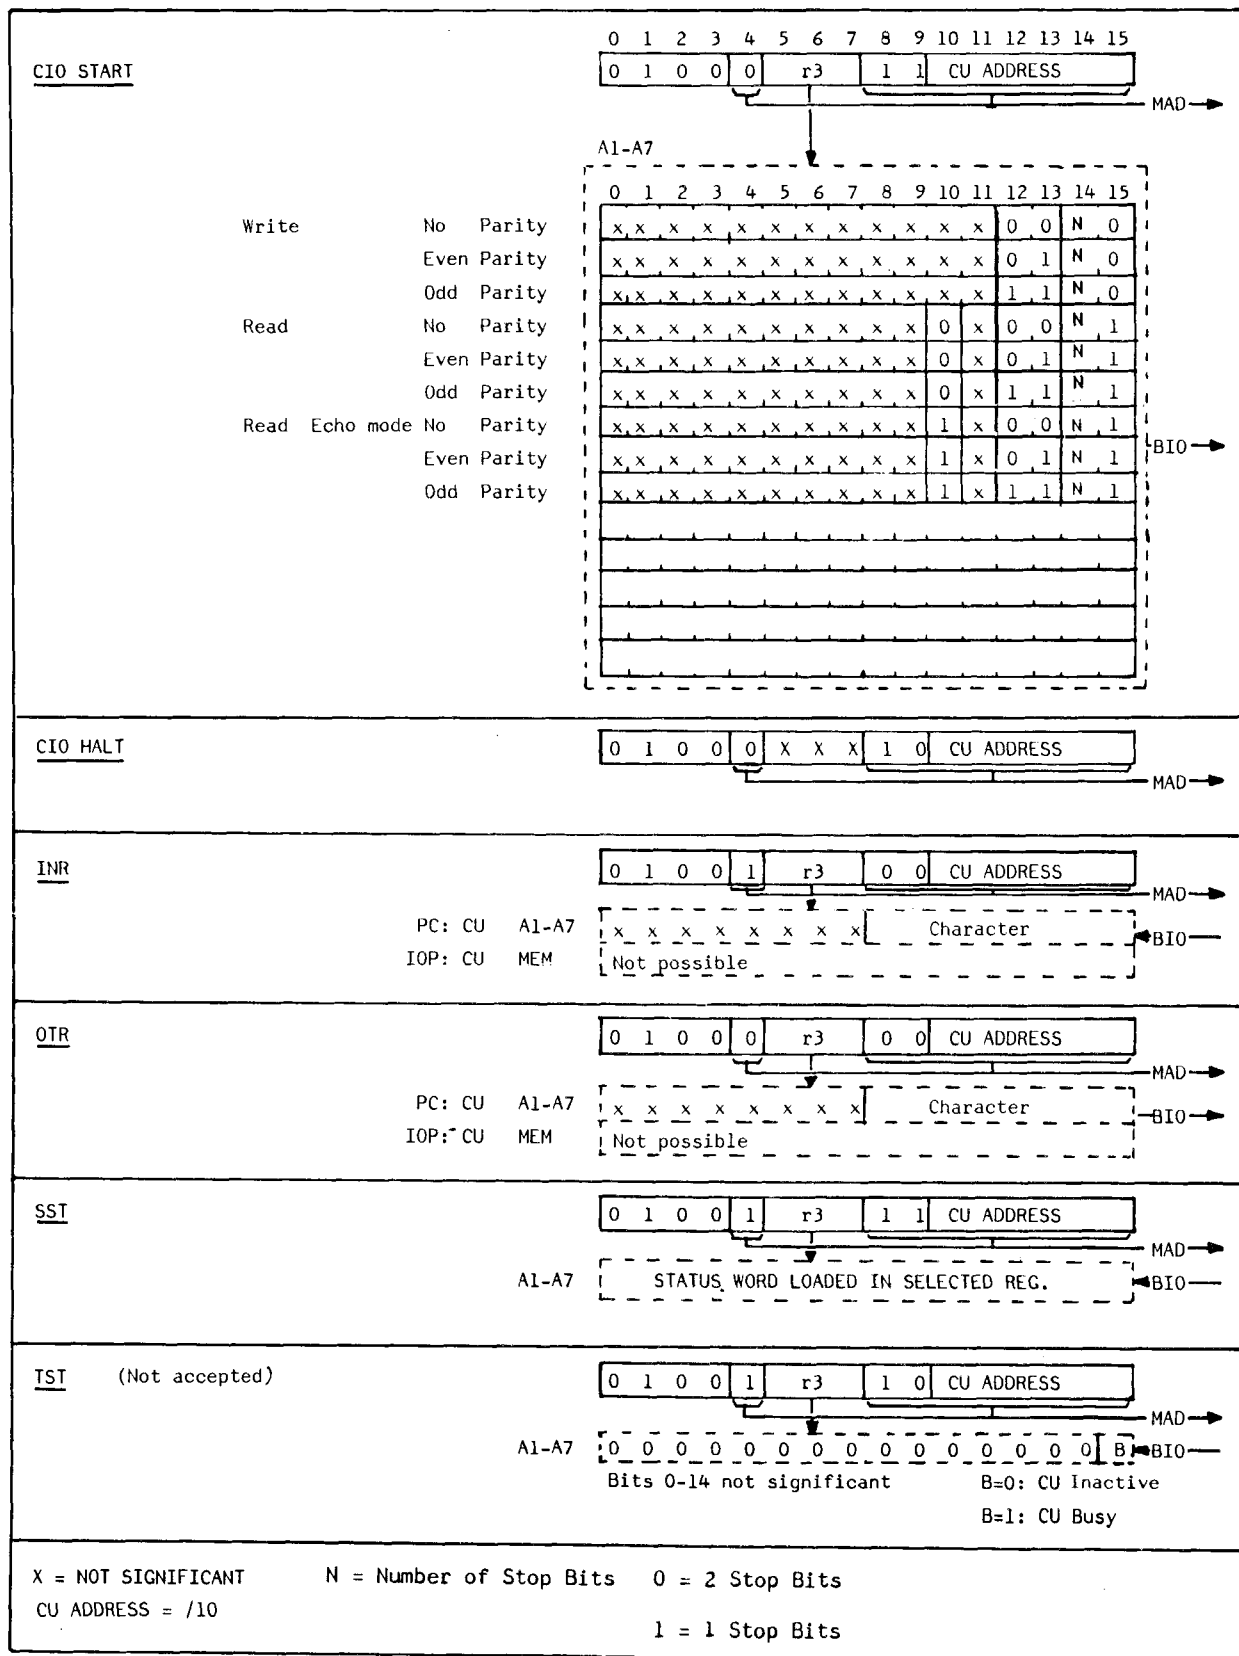 0 1 2 3 4 5 6 7 8 9 10 11 12 13 14 15
CIO START 0 1 0 0 0 r3 1 1 CU ADDRESS
MAD
A1-A7
0 1 2 3 4 5 6 7 8 9 10 11 12 13 14 15
Write No Parity x x x x x x x x x x x x 0 0 N 0
Even Parity x x x x x x x x x x x x 0 1 N 0
Odd Parity x x x x x x x x x x x x 1 1 N 0
Read No Parity x x x x x x x x x x 0 x 0 0 N 1
Even Parity x x x x x x x x x x 0 x 0 1 N 1
Odd Parity x x x x x x x x x x 0 x 1 1 N 1
Read Echo mode No Parity x x x x x x x x x x 1 x 0 0 N 1
BIO
Even Parity x x x x x x x x x x 1 x 0 1 N 1
Odd Parity x x x x x x x x x x 1 x 1 1 N 1
CIO HALT 0 1 0 0 0 X X X 1 0 CU ADDRESS
MAD
INR 0 1 0 0 1 r3 0 0 CU ADDRESS
MAD
PC: CU A1-A7 x x x x x x x x Character BIO
IOP: CU MEM Not possible
OTR 0 1 0 0 0 r3 0 0 CU ADDRESS
MAD
PC: CU A1-A7 x x x x x x x x Character BIO
IOP: CU MEM Not possible
SST 0 1 0 0 1 r3 1 1 CU ADDRESS
MAD
A1-A7 STATUS WORD LOADED IN SELECTED REG. BIO
TST (Not accepted) 0 1 0 0 1 r3 1 0 CU ADDRESS
MAD
A1-A7 0 0 0 0 0 0 0 0 0 0 0 0 0 0 0 B BIO
Bits 0-14 not significant B=0: CU Inactive
B=1: CU Busy
X = NOT SIGNIFICANT N = Number of Stop Bits 0 = 2 Stop Bits
CU ADDRESS = /10
1 = 1 Stop Bits